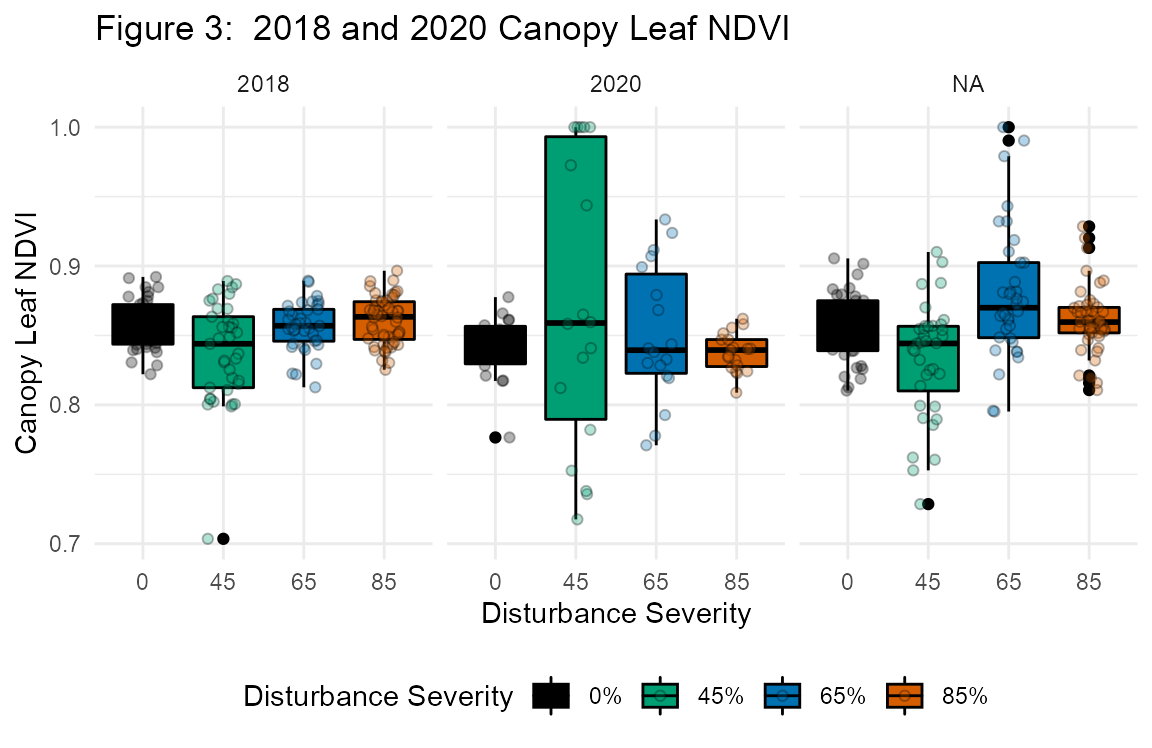 Figure 3:  2018 and 2020 Canopy Leaf NDVI
2018 2020 NA
Canopy Leaf NDVI
1.0
0.9
0.8
0.7
0 45 65 85 0 45 65 85 0 45 65 85
Disturbance Severity
Disturbance Severity 0% 45% 65% 85%